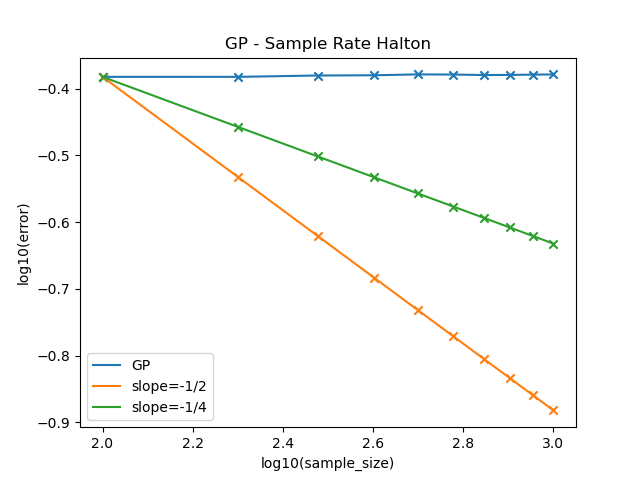 GP - Sample Rate Halton
log10(error)
−0.4
−0.5
−0.6
−0.7
−0.8
−0.9
GP
slope=-1/2
slope=-1/4
2.0 2.2 2.4 2.6 2.8 3.0
log10(sample_size)